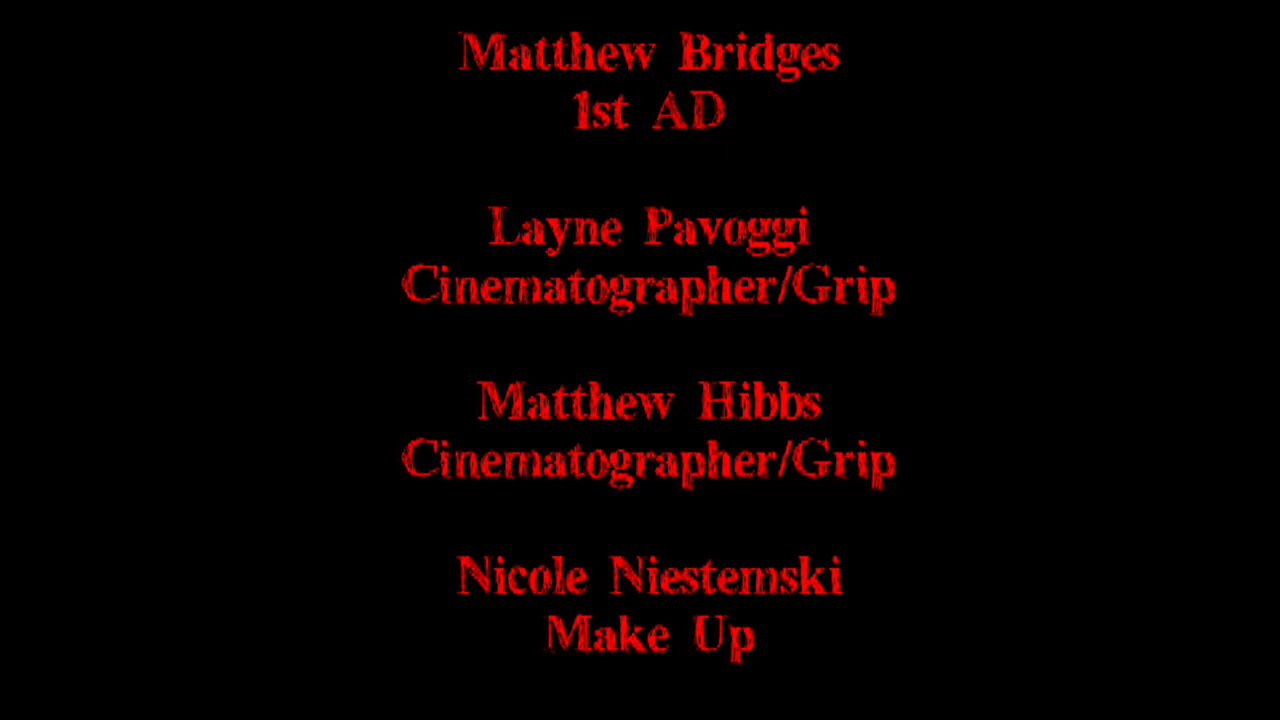 Matthew Bridges
1st AD
Layne Pavoggi
Cinematographer/Grip
Matthew Hibbs
Cinematographer/Grip
Nicole Niestemski
Make Up